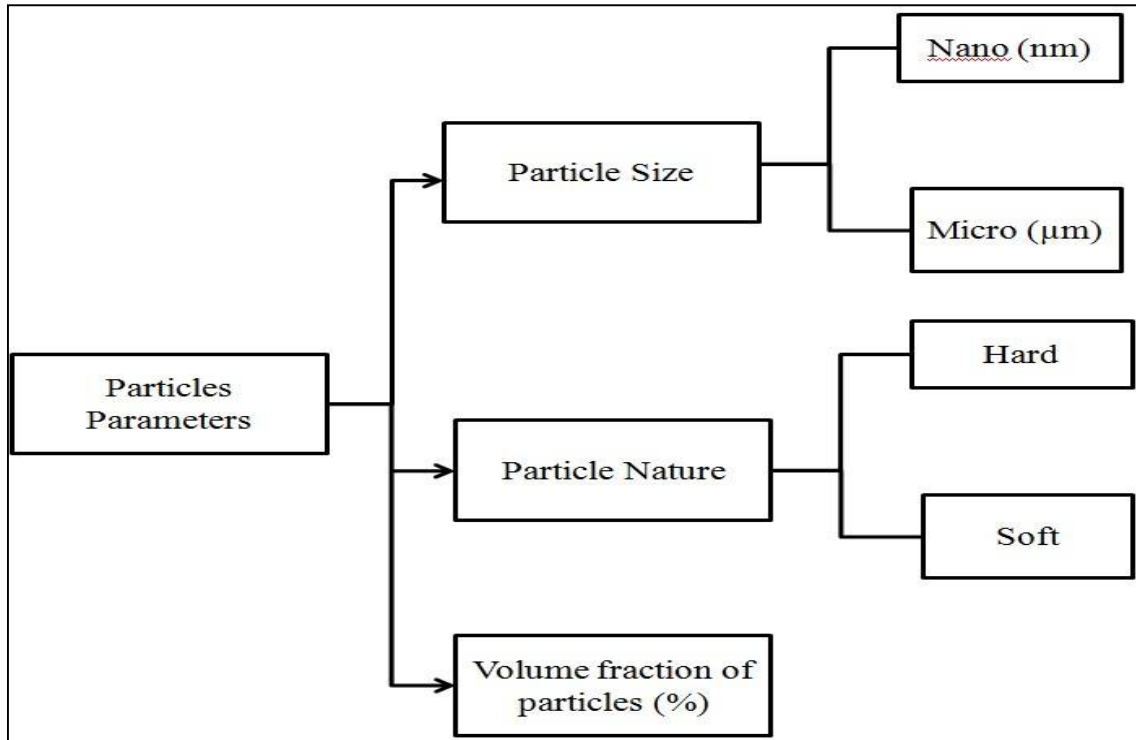 Nano (nm)
Particle Size
Micro (µm)
Hard
Particles
Parameters
Particle Nature
Soft
Volume fraction of
particles (%)